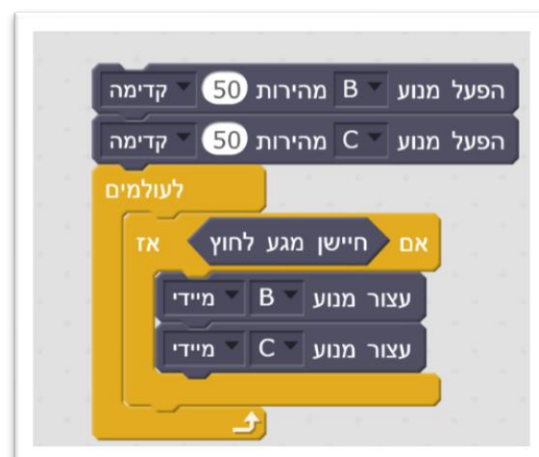 הפעל מנוע B מהירות 50 קדימה
הפעל מנוע C מהירות 50 קדימה
לעולמים
אם חיישן מגע לחוץ אז
עצור מנוע B מיידי
עצור מנוע C מיידי